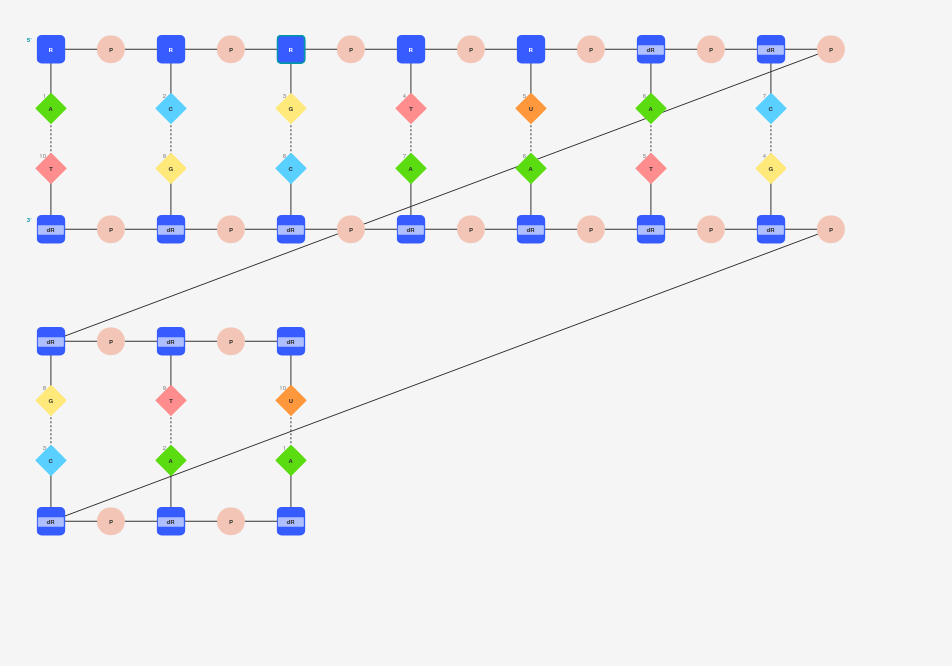 5'
R P R P R P R P R P dR P dR P
1 2 3 4 5 6 7
A C G T U A C
10 9 8 7 6 5 4
T G C A A T G
3'
dR P dR P dR P dR P dR P dR P dR P
dR P dR P dR
8 9 10
G T U
3 2 1
C A A
dR P dR P dR